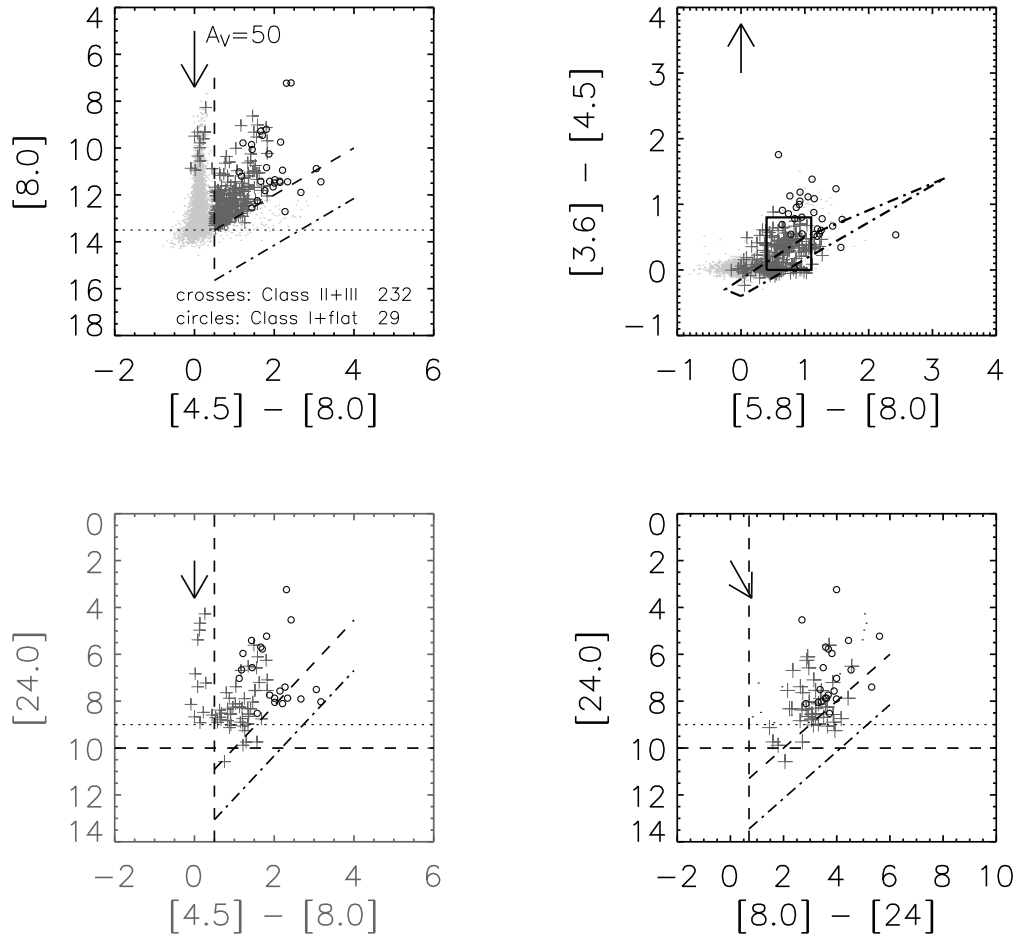 4
6
8
10
12
14
16
18
[8.0]
A_V=50
crosses: Class II+III 232
circles: Class I+flat 29
−2 0 2 4 6
[4.5] − [8.0]
4
3
2
1
0
−1
[3.6] − [4.5]
−1 0 1 2 3 4
[5.8] − [8.0]
0
2
4
6
8
10
12
14
[24.0]
−2 0 2 4 6
[4.5] − [8.0]
0
2
4
6
8
10
12
14
[24.0]
−2 0 2 4 6 8 10
[8.0] − [24]